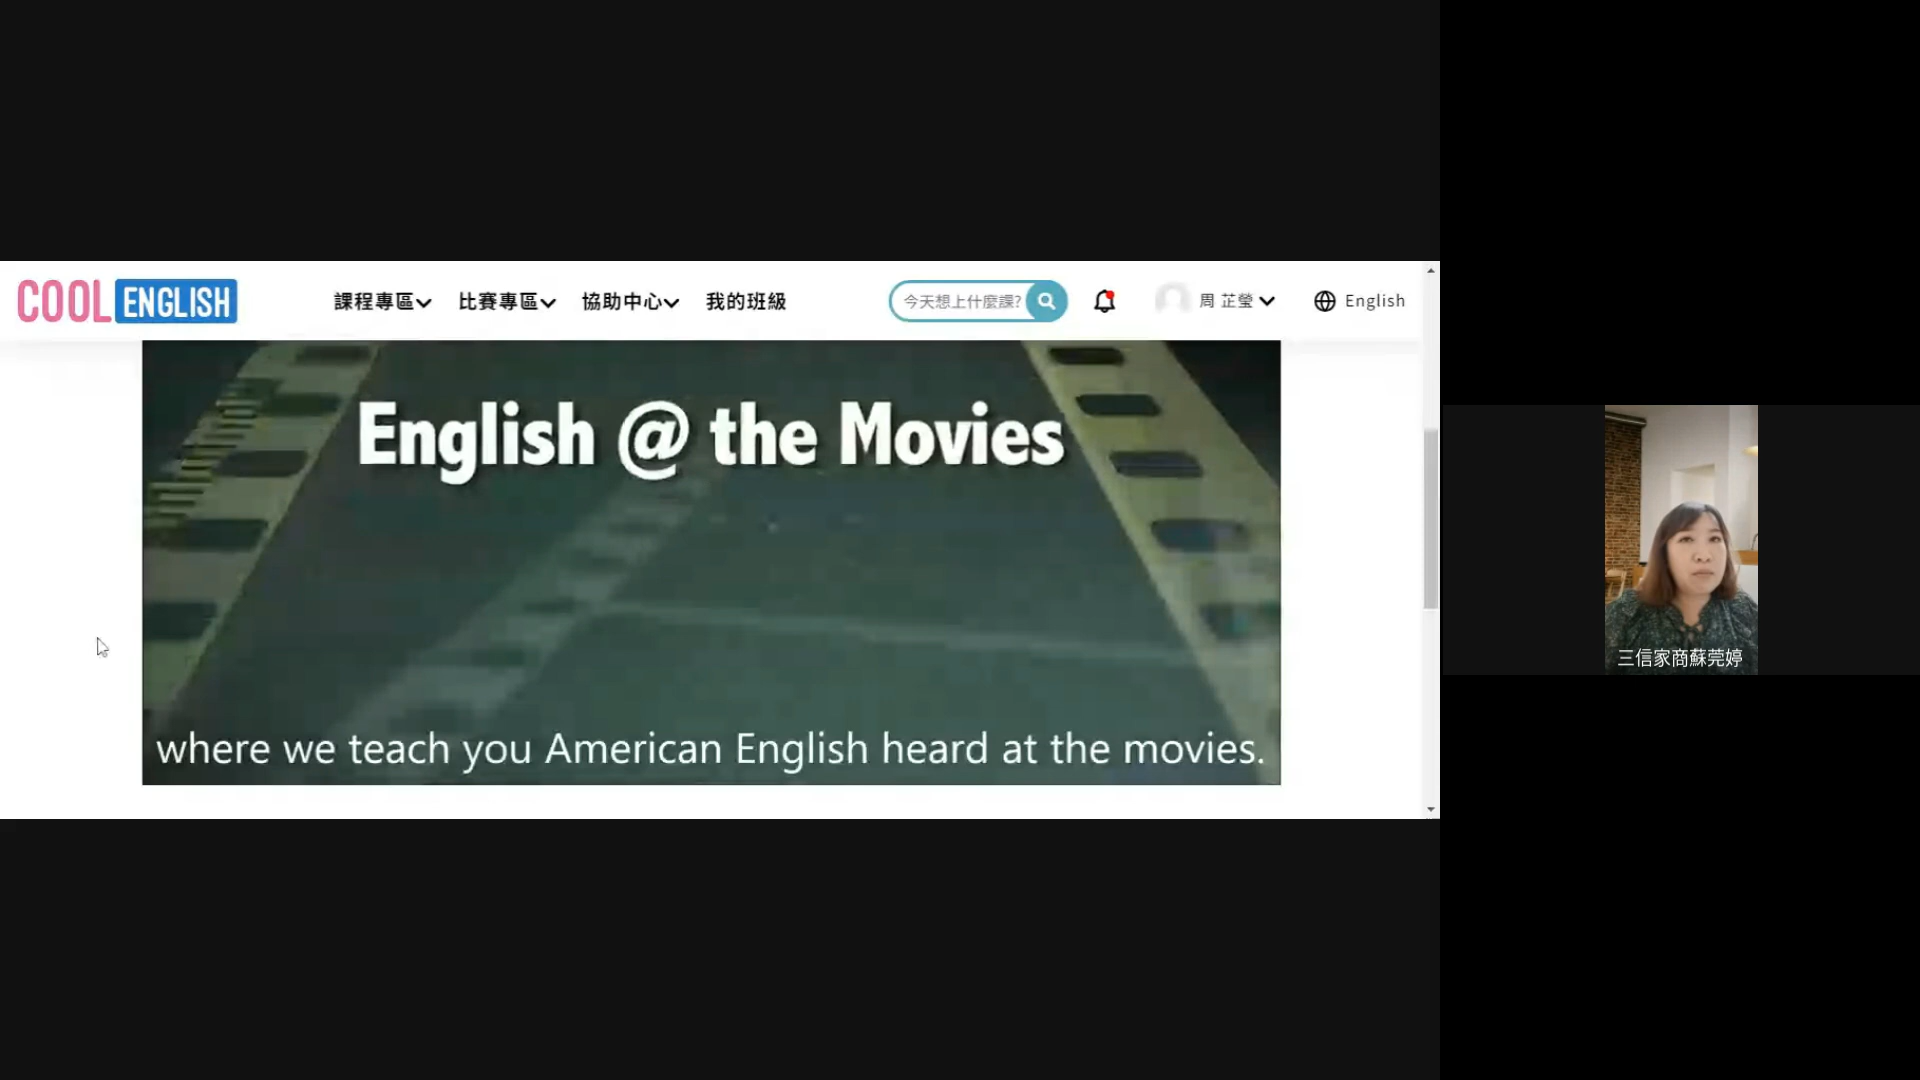 COOL ENGLISH
課程專區 比賽專區 協助中心 我的班級 今天想上什麼課? 周 芷瑩 English
English @ the Movies
where we teach you American English heard at the movies.
三信家商蘇莞婷